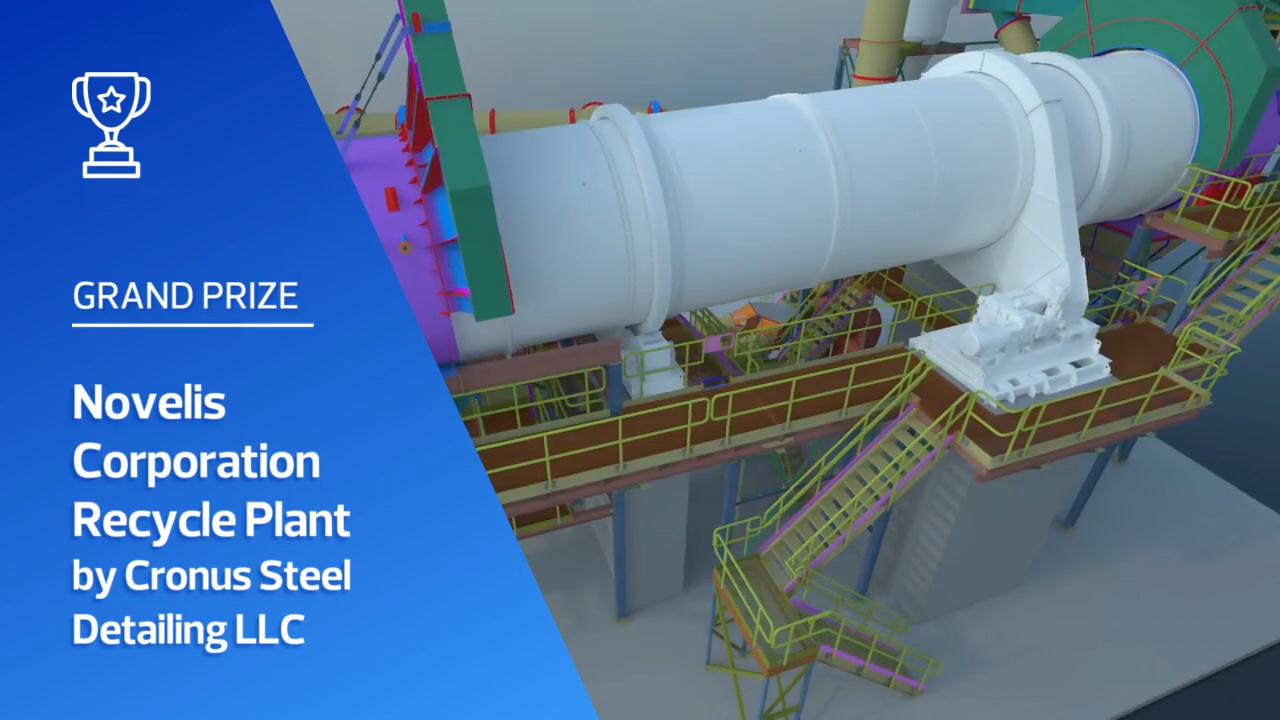 GRAND PRIZE
Novelis
Corporation
Recycle Plant
by Cronus Steel
Detailing LLC